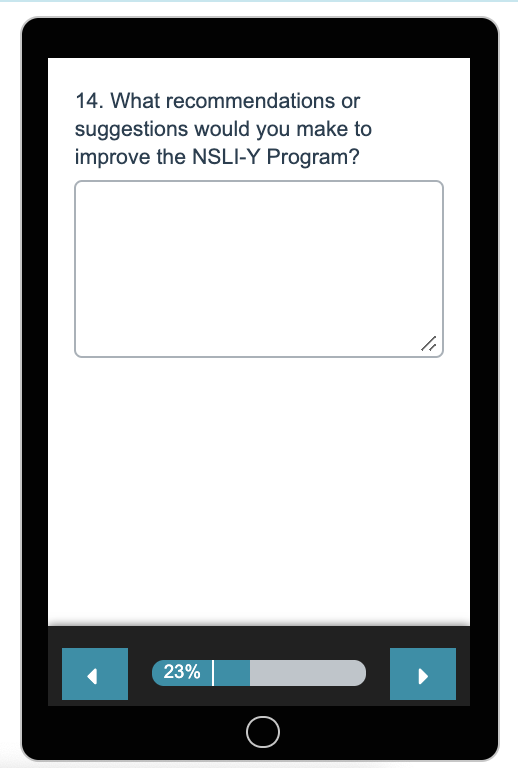 14. What recommendations or
suggestions would you make to
improve the NSLI-Y Program?
23%